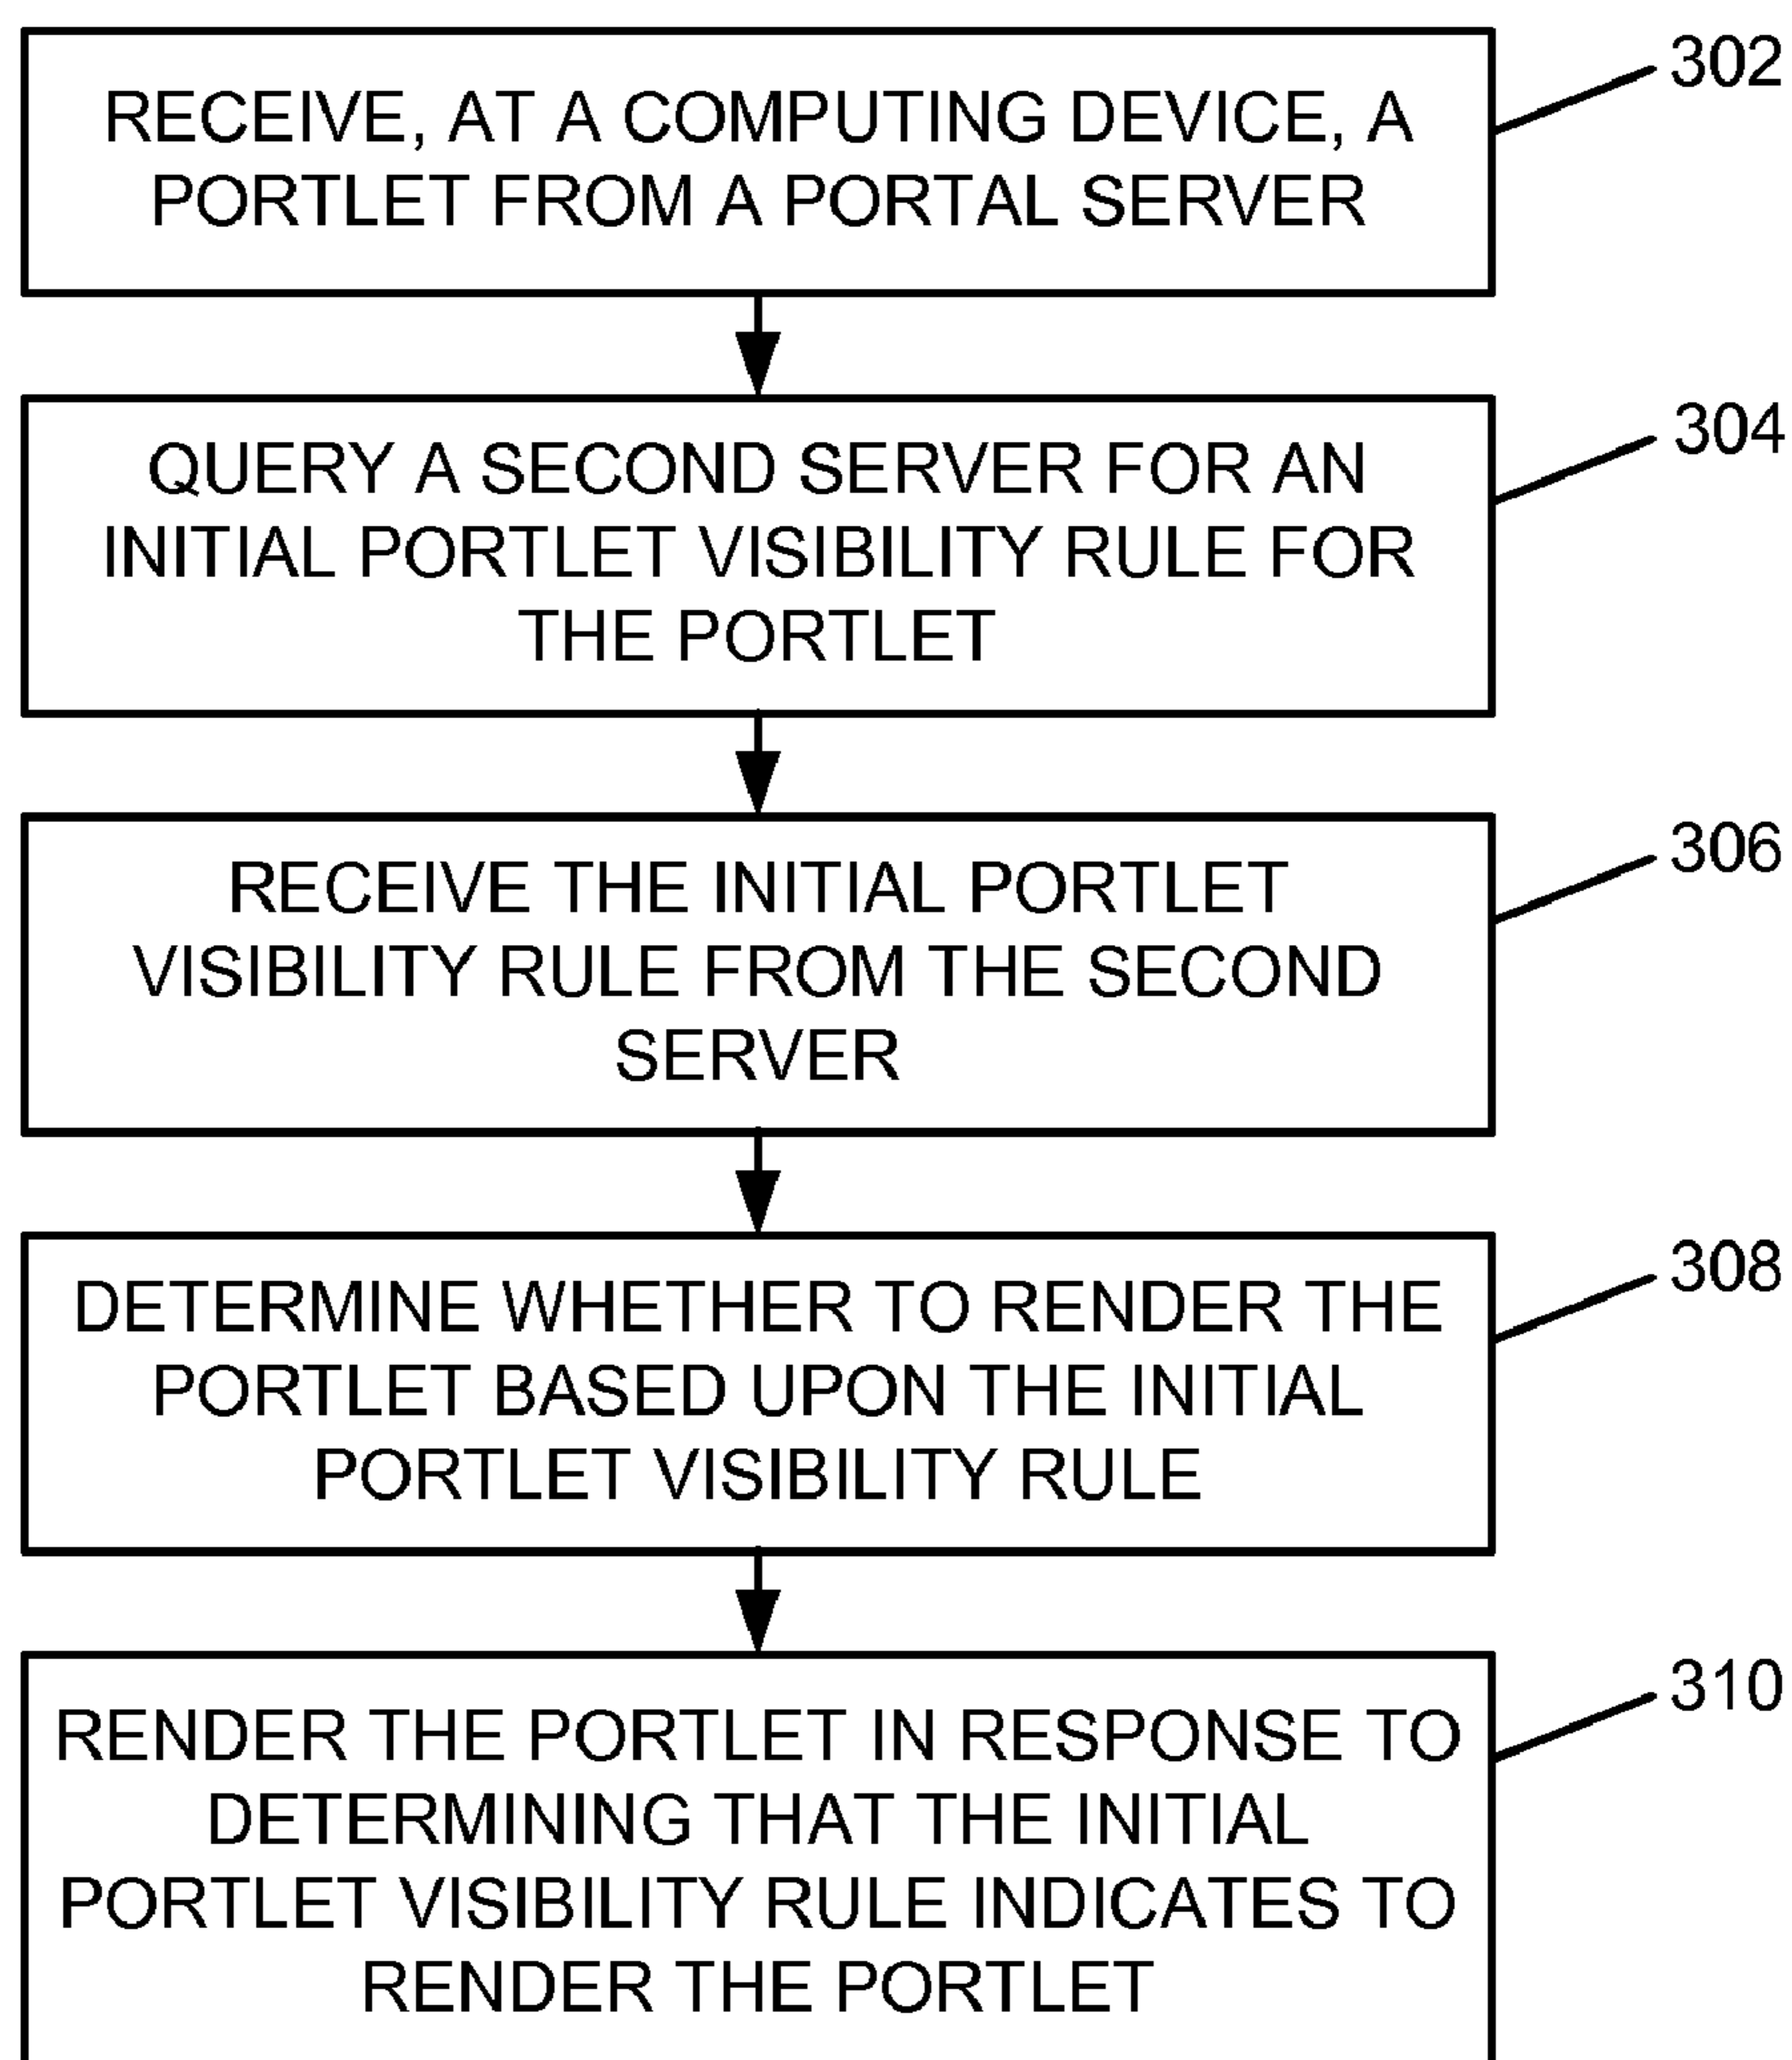 302
RECEIVE, AT A COMPUTING DEVICE, A
PORTLET FROM A PORTAL SERVER
304
QUERY A SECOND SERVER FOR AN
INITIAL PORTLET VISIBILITY RULE FOR
THE PORTLET
306
RECEIVE THE INITIAL PORTLET
VISIBILITY RULE FROM THE SECOND
SERVER
308
DETERMINE WHETHER TO RENDER THE
PORTLET BASED UPON THE INITIAL
PORTLET VISIBILITY RULE
310
RENDER THE PORTLET IN RESPONSE TO
DETERMINING THAT THE INITIAL
PORTLET VISIBILITY RULE INDICATES TO
RENDER THE PORTLET